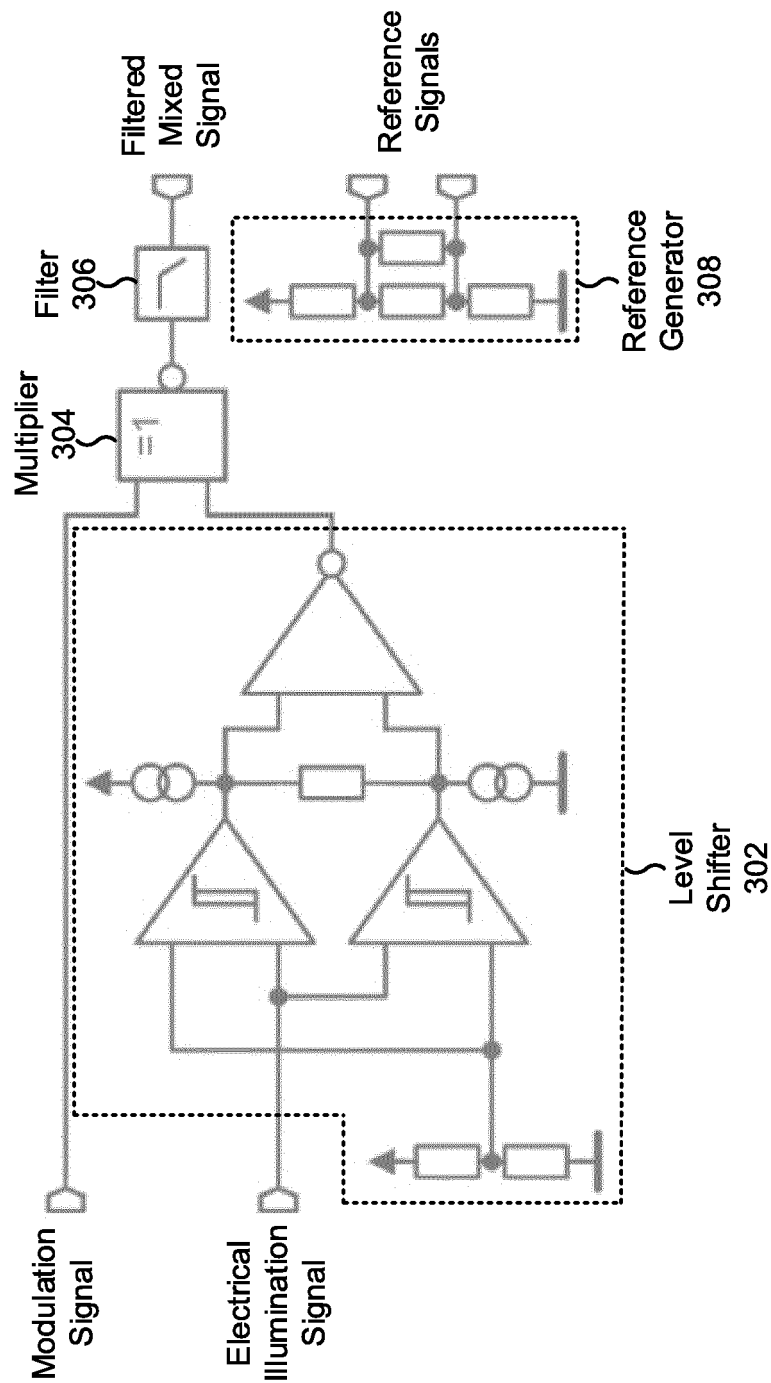 Modulation
Signal
Electrical
Illumination
Signal
Level
Shifter
302
Multiplier
304
=1
Filter
306
Filtered
Mixed
Signal
Reference
Signals
Reference
Generator
308